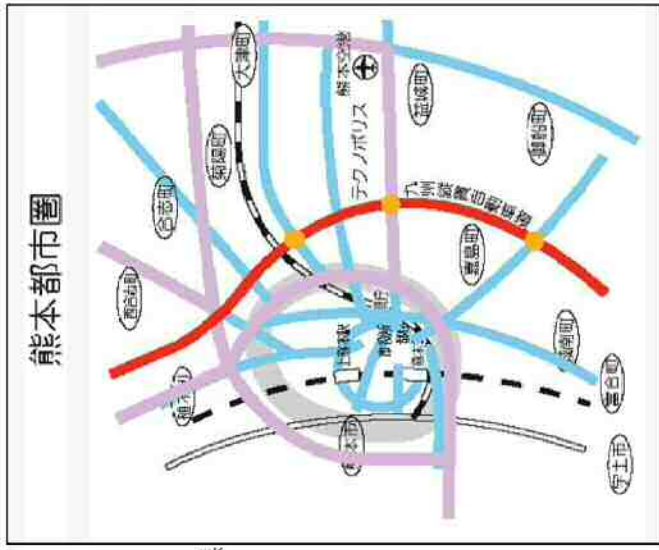 熊本都市圏
大津町
熊本空港
菊陽町
益城町
合志町
テクノポリス
御船町
九州縦貫自動車道
西合志町
嘉島町
県庁
上熊本駅
市役所
植木町
城南町
熊本市
富合町
宇土市